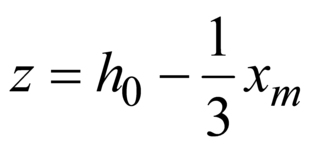 z = h₀ − 1/3 xₘ